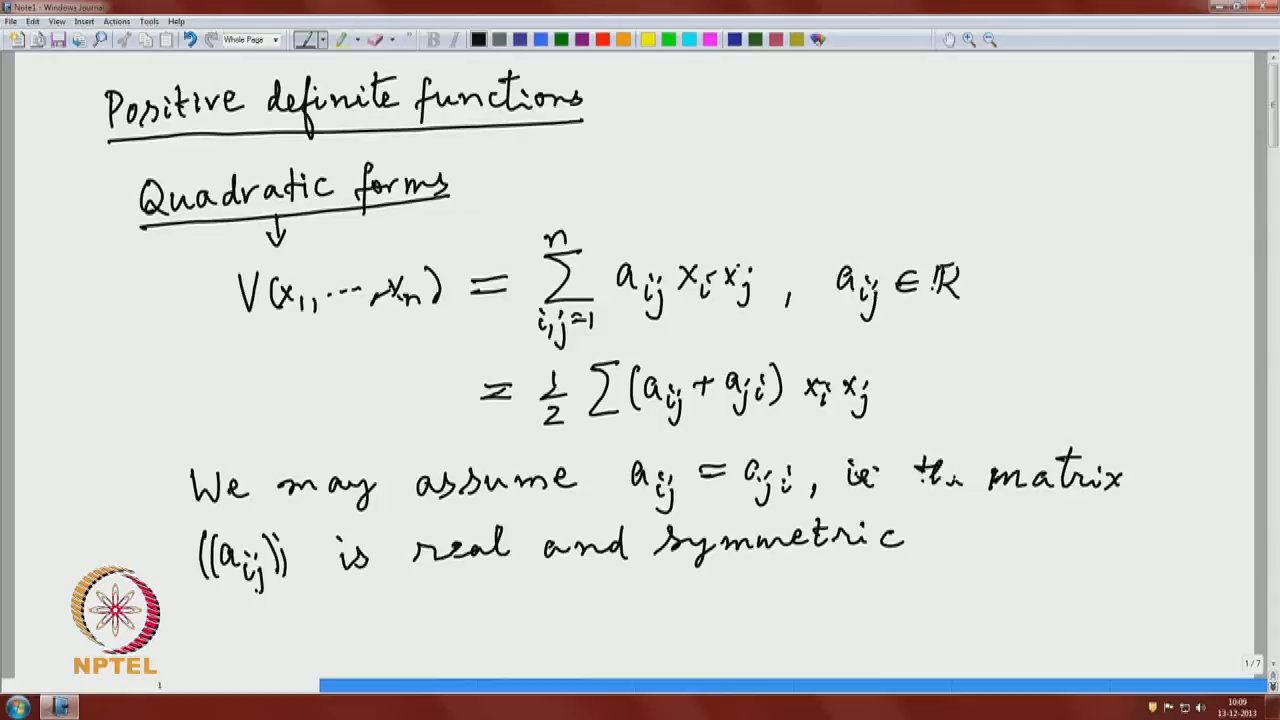 Note1 - Windows Journal
File Edit View Insert Actions Tools Help
Whole Page
Positive definite functions
Quadratic forms
↓
V(x₁, ..., xₙ) = ∑ⁿᵢ,ⱼ₌₁ aᵢⱼ xᵢ xⱼ , aᵢⱼ ∈ ℝ
= 1/2 ∑ (aᵢⱼ + aⱼᵢ) xᵢ xⱼ
We may assume aᵢⱼ = aⱼᵢ, ie the matrix
((aᵢⱼ)) is real and symmetric
NPTEL
1
1/7
10:09
13-12-2013